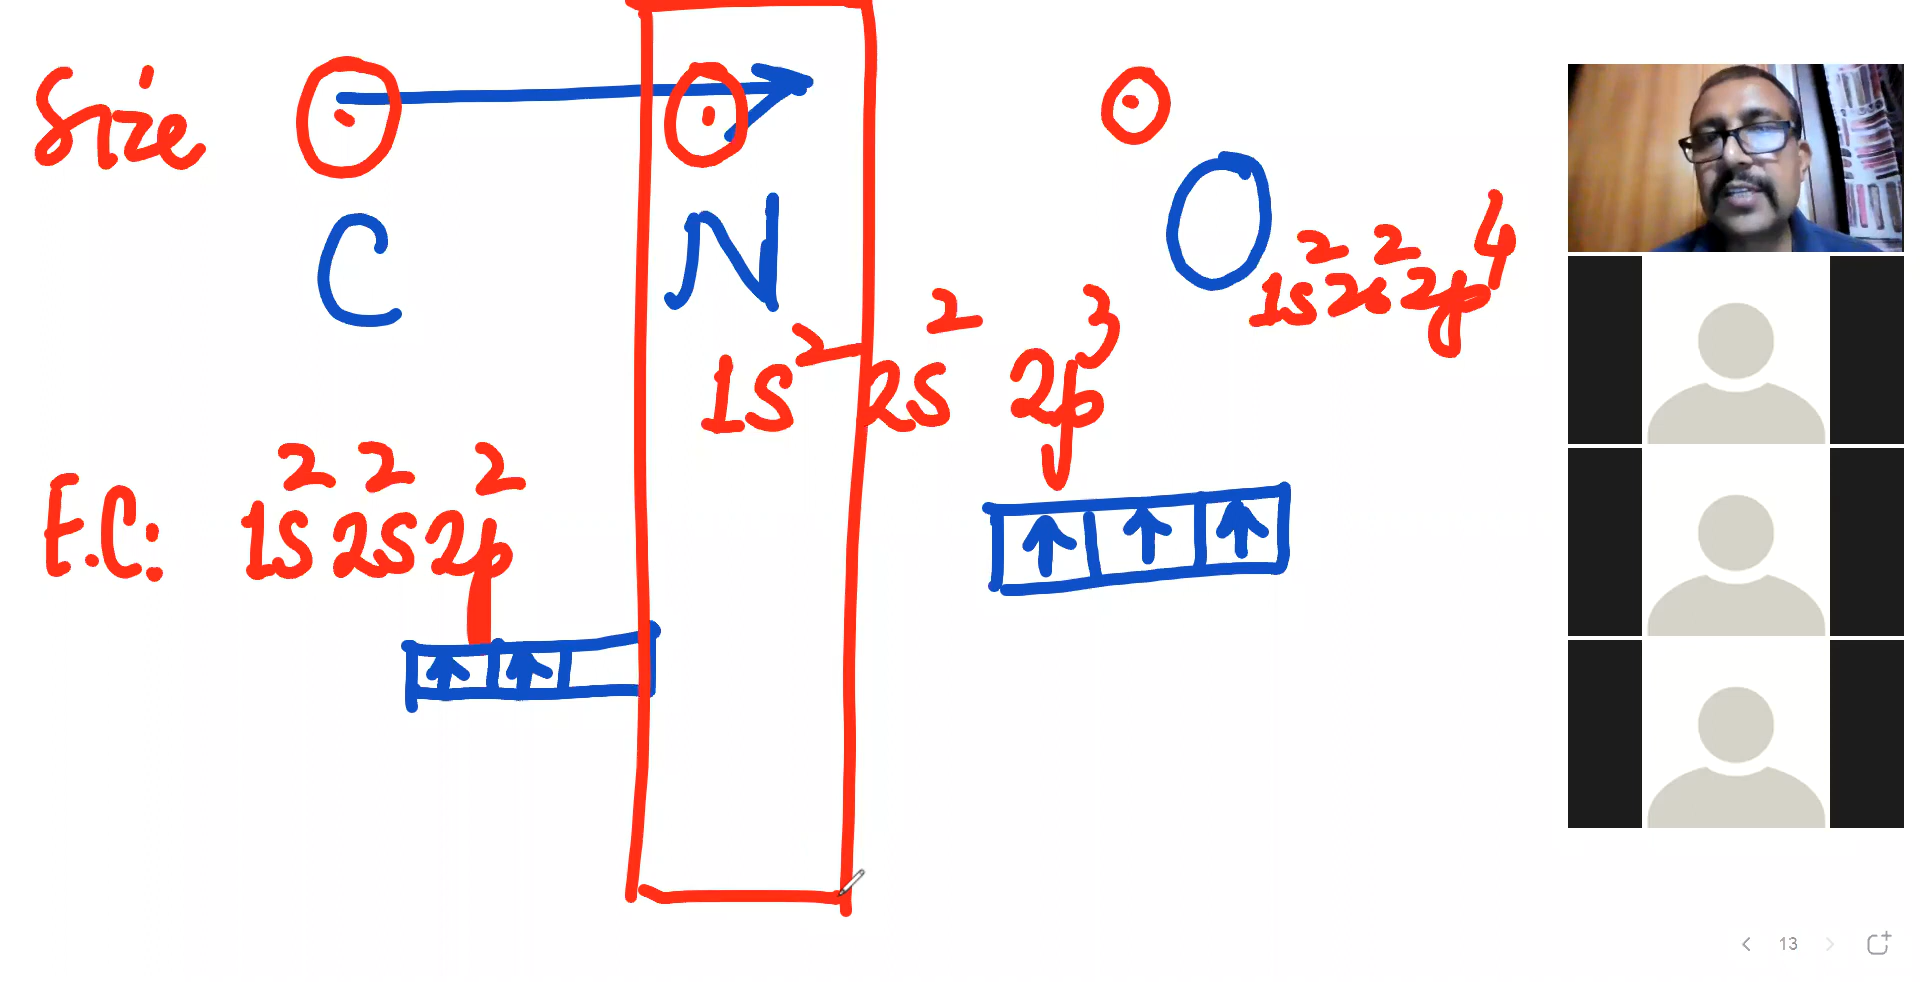 Size
C N O
1s² 2s² 2p⁴
1s² 2s² 2p³
E.C: 1s² 2s² 2p²
13